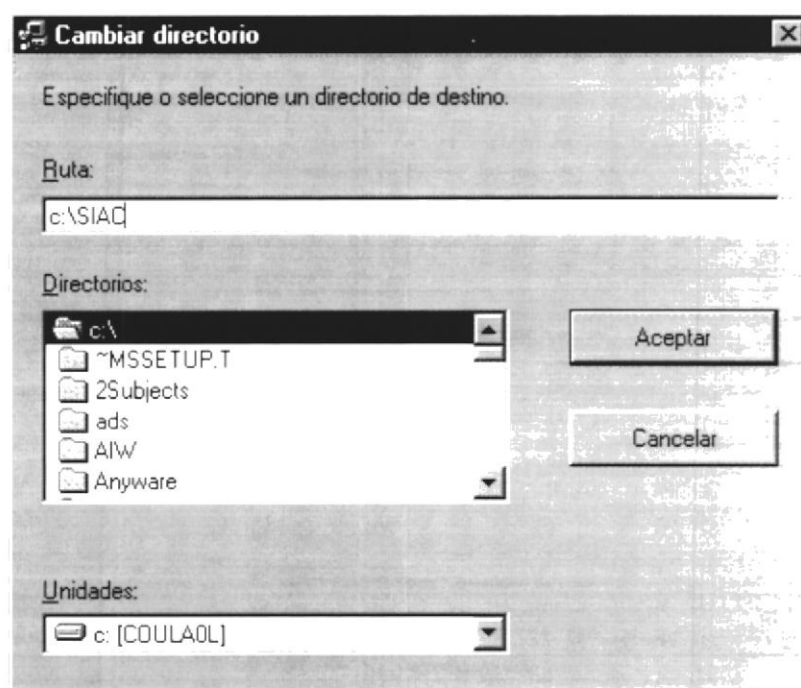 Cambiar directorio
Especifique o seleccione un directorio de destino.
Ruta:
c:\SIAC
Directorios:
c:\
~MSSETUP.T
2Subjects
ads
AIW
Anyware
Aceptar
Cancelar
Unidades:
c: [COULA0L]